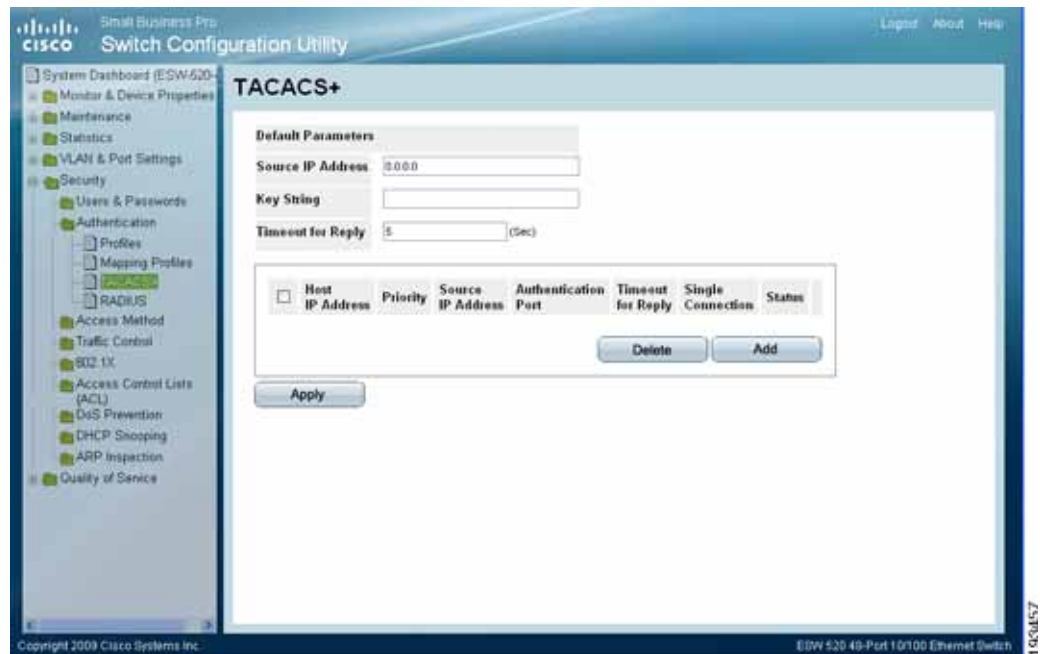 Small Business Pro
CISCO Switch Configuration Utility
Logout About Help
System Dashboard (ESW-520-
Monitor & Device Properties
Maintenance
Statistics
VLAN & Port Settings
Security
Users & Passwords
Authentication
Profiles
Mapping Profiles
TACACS+
RADIUS
Access Method
Traffic Control
802.1X
Access Control Lists
(ACL)
DoS Prevention
DHCP Snooping
ARP Inspection
Quality of Service
TACACS+
Default Parameters
Source IP Address 0.0.0.0
Key String
Timeout for Reply 5 (Sec)
Host IP Address Priority Source IP Address Authentication Port Timeout for Reply Single Connection Status
Delete Add
Apply
Copyright 2009 Cisco Systems Inc.
ESW 520 48-Port 10/100 Ethernet Switch
193457